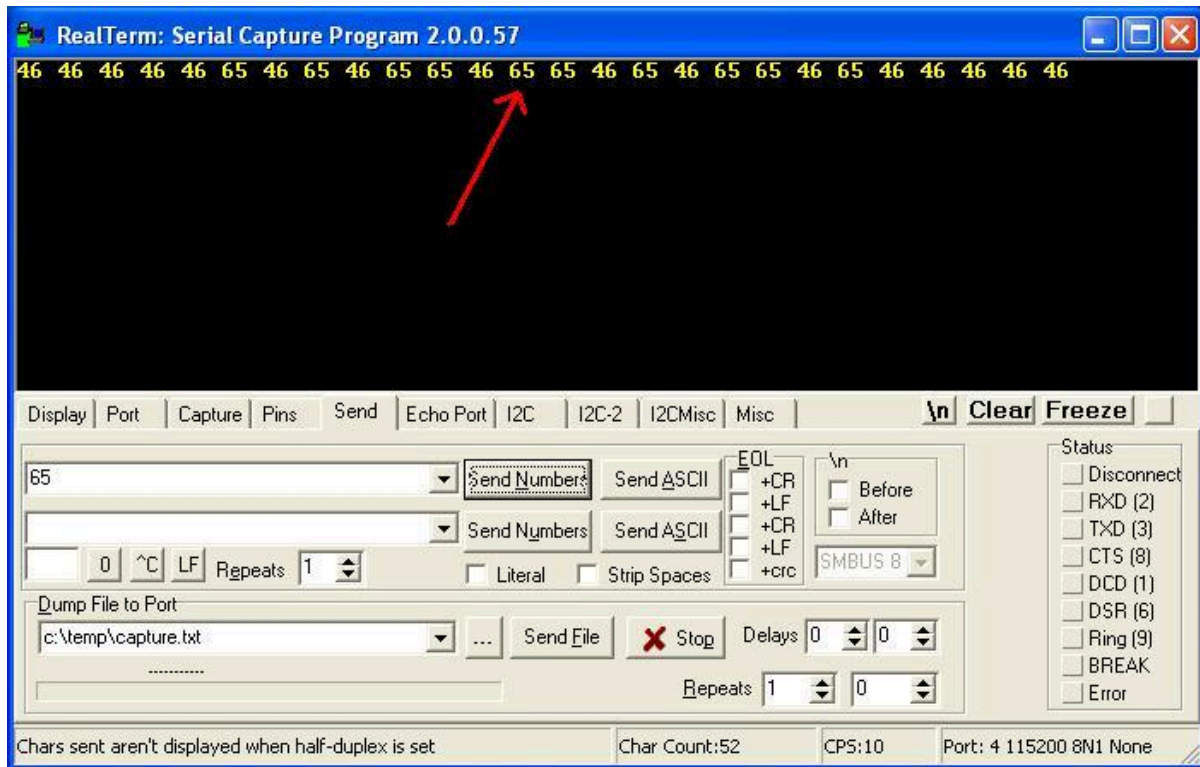 RealTerm: Serial Capture Program 2.0.0.57
46 46 46 46 46 65 46 65 46 65 65 46 65 65 46 65 46 65 65 46 65 46 46 46 46 46
Display Port Capture Pins Send Echo Port I2C I2C-2 I2CMisc Misc \n Clear Freeze
65 Send Numbers Send ASCII
Send Numbers Send ASCII
EOL
+CR
+LF
+CR
+LF
+crc
\n
Before
After
SMBUS 8
0 ^C LF Repeats 1 Literal Strip Spaces
Dump File to Port
c:\temp\capture.txt ... Send File Stop Delays 0 0
----------
Repeats 1 0
Status
Disconnect
RXD (2)
TXD (3)
CTS (8)
DCD (1)
DSR (6)
Ring (9)
BREAK
Error
Chars sent aren't displayed when half-duplex is set Char Count:52 CPS:10 Port: 4 115200 8N1 None